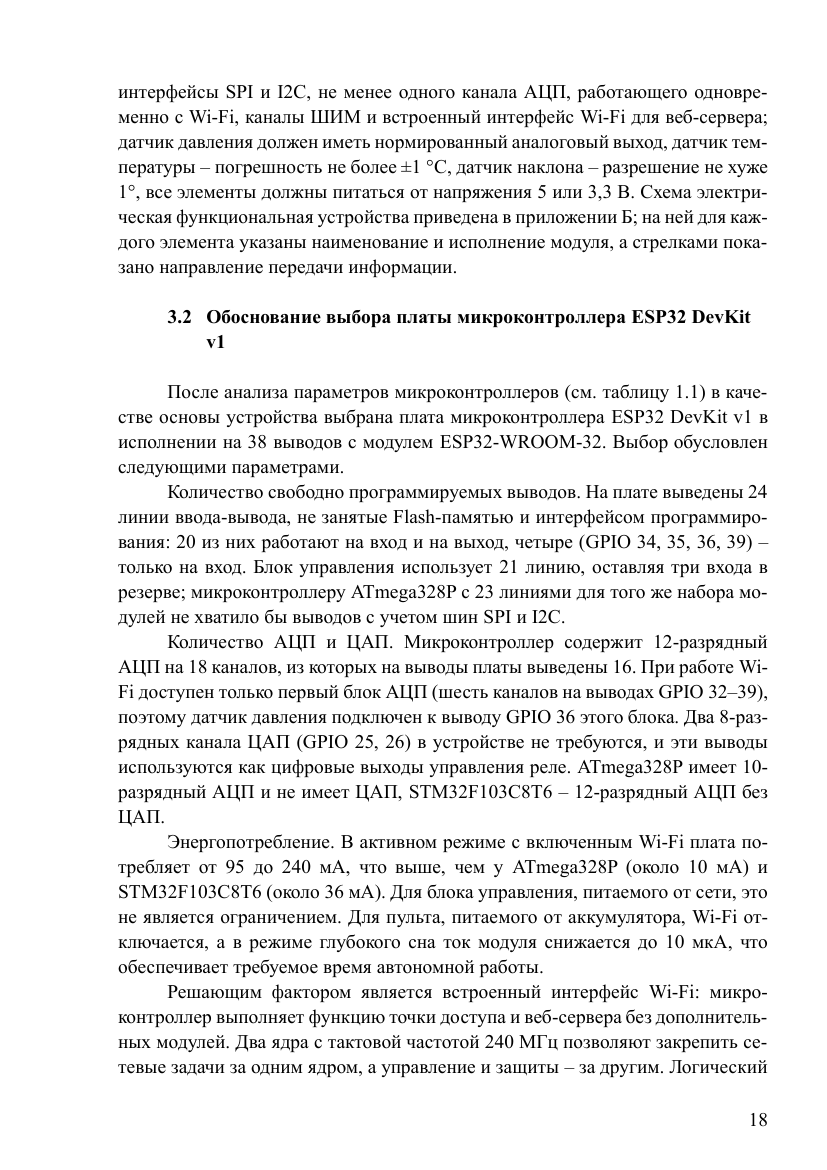 интерфейсы SPI и I2C, не менее одного канала АЦП, работающего одновре-
менно с Wi-Fi, каналы ШИМ и встроенный интерфейс Wi-Fi для веб-сервера;
датчик давления должен иметь нормированный аналоговый выход, датчик тем-
пературы – погрешность не более ±1 °С, датчик наклона – разрешение не хуже
1°, все элементы должны питаться от напряжения 5 или 3,3 В. Схема электри-
ческая функциональная устройства приведена в приложении Б; на ней для каж-
дого элемента указаны наименование и исполнение модуля, а стрелками пока-
зано направление передачи информации.
3.2 Обоснование выбора платы микроконтроллера ESP32 DevKit
v1
После анализа параметров микроконтроллеров (см. таблицу 1.1) в каче-
стве основы устройства выбрана плата микроконтроллера ESP32 DevKit v1 в
исполнении на 38 выводов с модулем ESP32-WROOM-32. Выбор обусловлен
следующими параметрами.
Количество свободно программируемых выводов. На плате выведены 24
линии ввода-вывода, не занятые Flash-памятью и интерфейсом программиро-
вания: 20 из них работают на вход и на выход, четыре (GPIO 34, 35, 36, 39) –
только на вход. Блок управления использует 21 линию, оставляя три входа в
резерве; микроконтроллеру ATmega328P с 23 линиями для того же набора мо-
дулей не хватило бы выводов с учетом шин SPI и I2C.
Количество АЦП и ЦАП. Микроконтроллер содержит 12-разрядный
АЦП на 18 каналов, из которых на выводы платы выведены 16. При работе Wi-
Fi доступен только первый блок АЦП (шесть каналов на выводах GPIO 32–39),
поэтому датчик давления подключен к выводу GPIO 36 этого блока. Два 8-раз-
рядных канала ЦАП (GPIO 25, 26) в устройстве не требуются, и эти выводы
используются как цифровые выходы управления реле. ATmega328P имеет 10-
разрядный АЦП и не имеет ЦАП, STM32F103C8T6 – 12-разрядный АЦП без
ЦАП.
Энергопотребление. В активном режиме с включенным Wi-Fi плата по-
требляет от 95 до 240 мА, что выше, чем у ATmega328P (около 10 мА) и
STM32F103C8T6 (около 36 мА). Для блока управления, питаемого от сети, это
не является ограничением. Для пульта, питаемого от аккумулятора, Wi-Fi от-
ключается, а в режиме глубокого сна ток модуля снижается до 10 мкА, что
обеспечивает требуемое время автономной работы.
Решающим фактором является встроенный интерфейс Wi-Fi: микро-
контроллер выполняет функцию точки доступа и веб-сервера без дополнитель-
ных модулей. Два ядра с тактовой частотой 240 МГц позволяют закрепить се-
тевые задачи за одним ядром, а управление и защиты – за другим. Логический
18